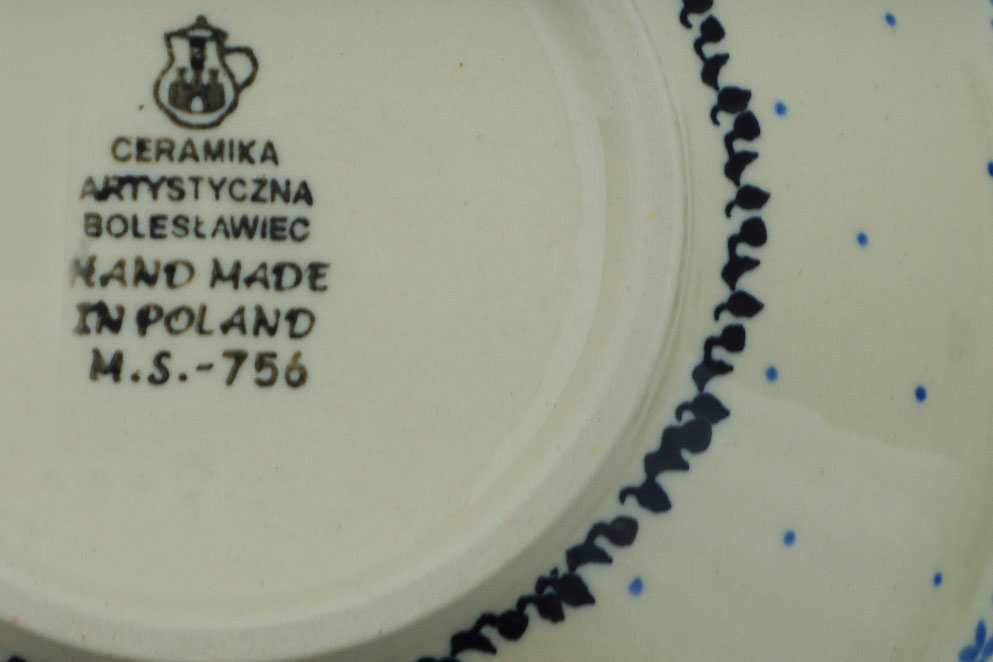 CERAMIKA
ARTYSTYCZNA
BOLESŁAWIEC
HAND MADE
IN POLAND
M.S.-756